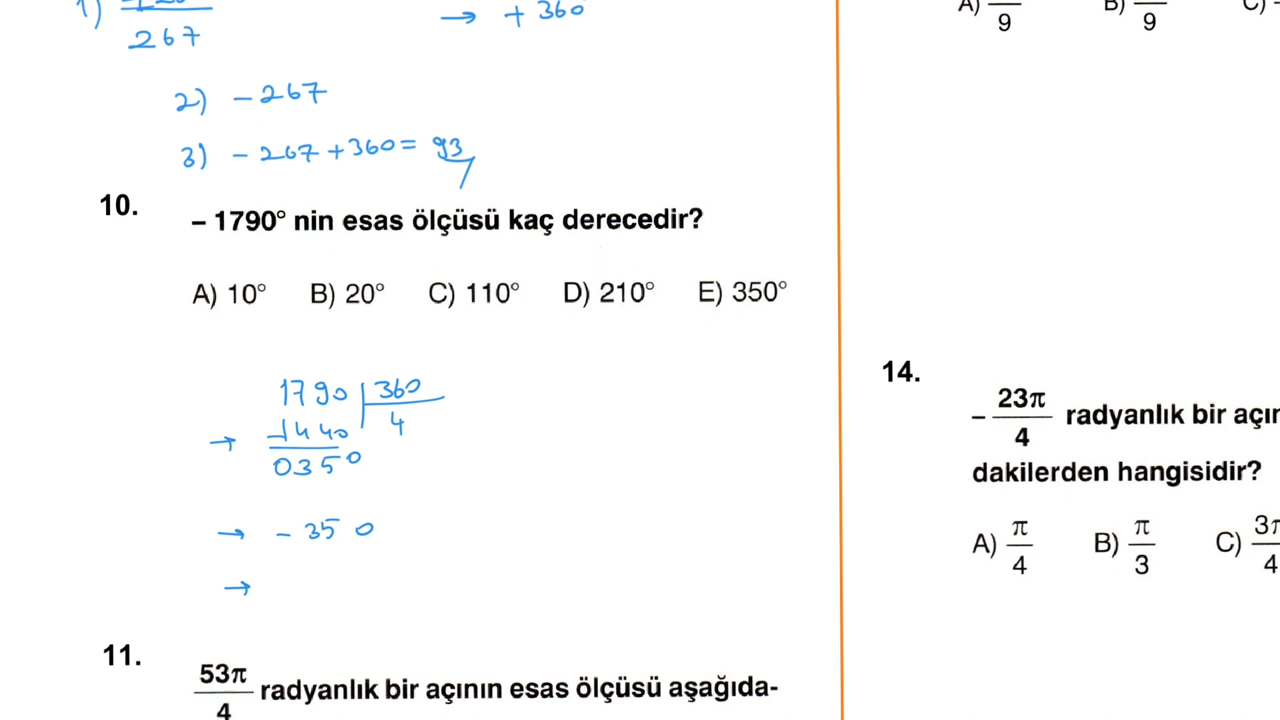 1)
267
→ + 360
2) - 267
3) - 267 + 360 = 93
10.
– 1790° nin esas ölçüsü kaç derecedir?
A) 10° B) 20° C) 110° D) 210° E) 350°
1790 360
→ 1440 4
0350
→ - 350
→
11.
53π
4
radyanlık bir açının esas ölçüsü aşağıda-
A)
9
B)
9
C)
14.
– 23π
4
radyanlık bir
dakilerden hangisidir?
A) π
4
B) π
3
C)
4